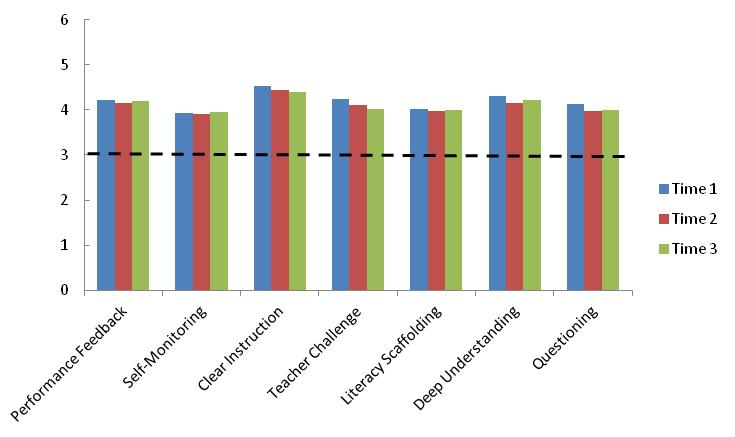 6
5
4
3
2
1
0
Time 1
Time 2
Time 3
Performance Feedback
Self-Monitoring
Clear Instruction
Teacher Challenge
Literacy Scaffolding
Deep Understanding
Questioning